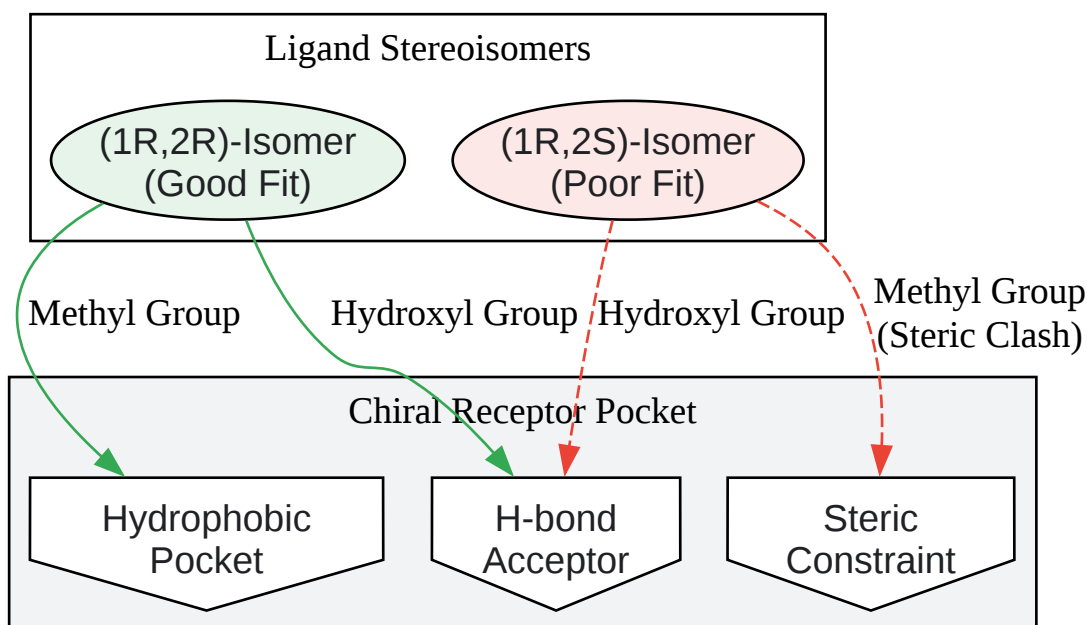 Ligand Stereoisomers
(1R,2R)-Isomer
(Good Fit)
(1R,2S)-Isomer
(Poor Fit)
Methyl Group
Hydroxyl Group
Hydroxyl Group
Methyl Group
(Steric Clash)
Chiral Receptor Pocket
Hydrophobic
Pocket
H-bond
Acceptor
Steric
Constraint